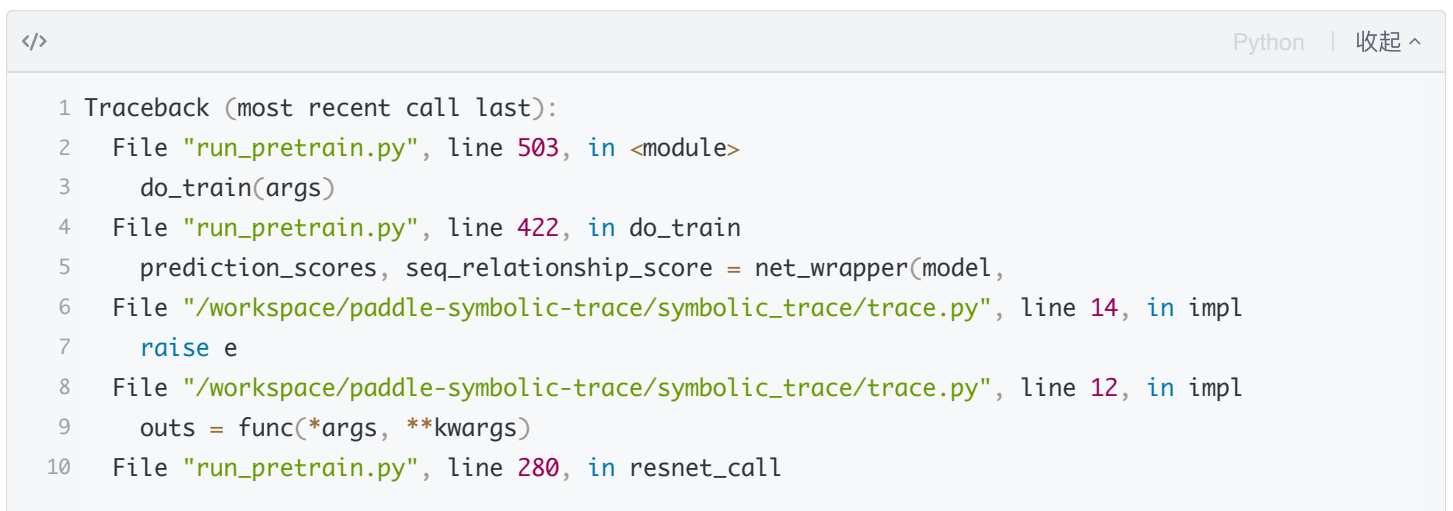 </> Python | 收起 ^
1 Traceback (most recent call last):
2   File "run_pretrain.py", line 503, in <module>
3     do_train(args)
4   File "run_pretrain.py", line 422, in do_train
5     prediction_scores, seq_relationship_score = net_wrapper(model,
6   File "/workspace/paddle-symbolic-trace/symbolic_trace/trace.py", line 14, in impl
7     raise e
8   File "/workspace/paddle-symbolic-trace/symbolic_trace/trace.py", line 12, in impl
9     outs = func(*args, **kwargs)
10   File "run_pretrain.py", line 280, in resnet_call